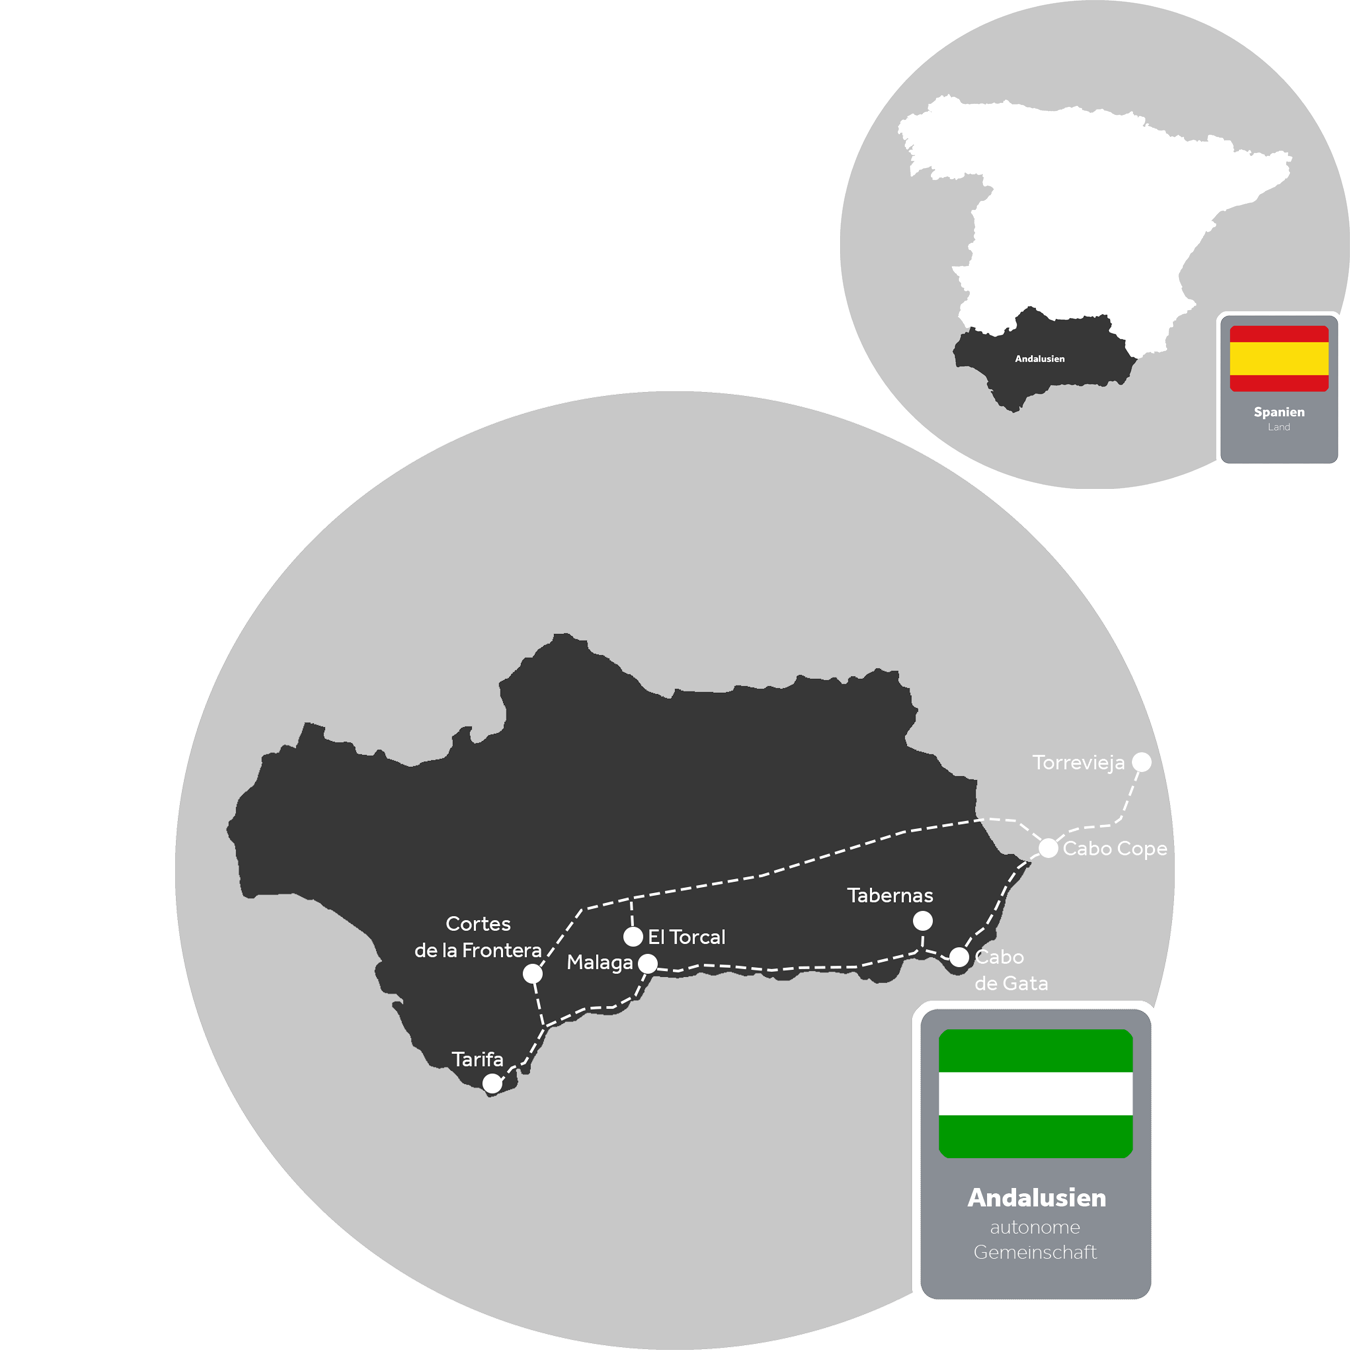 Andalusien
Spanien
Land
Torrevieja
Cabo Cope
Tabernas
Cortes
de la Frontera
El Torcal
Malaga
Cabo
de Gata
Tarifa
Andalusien
autonome
Gemeinschaft